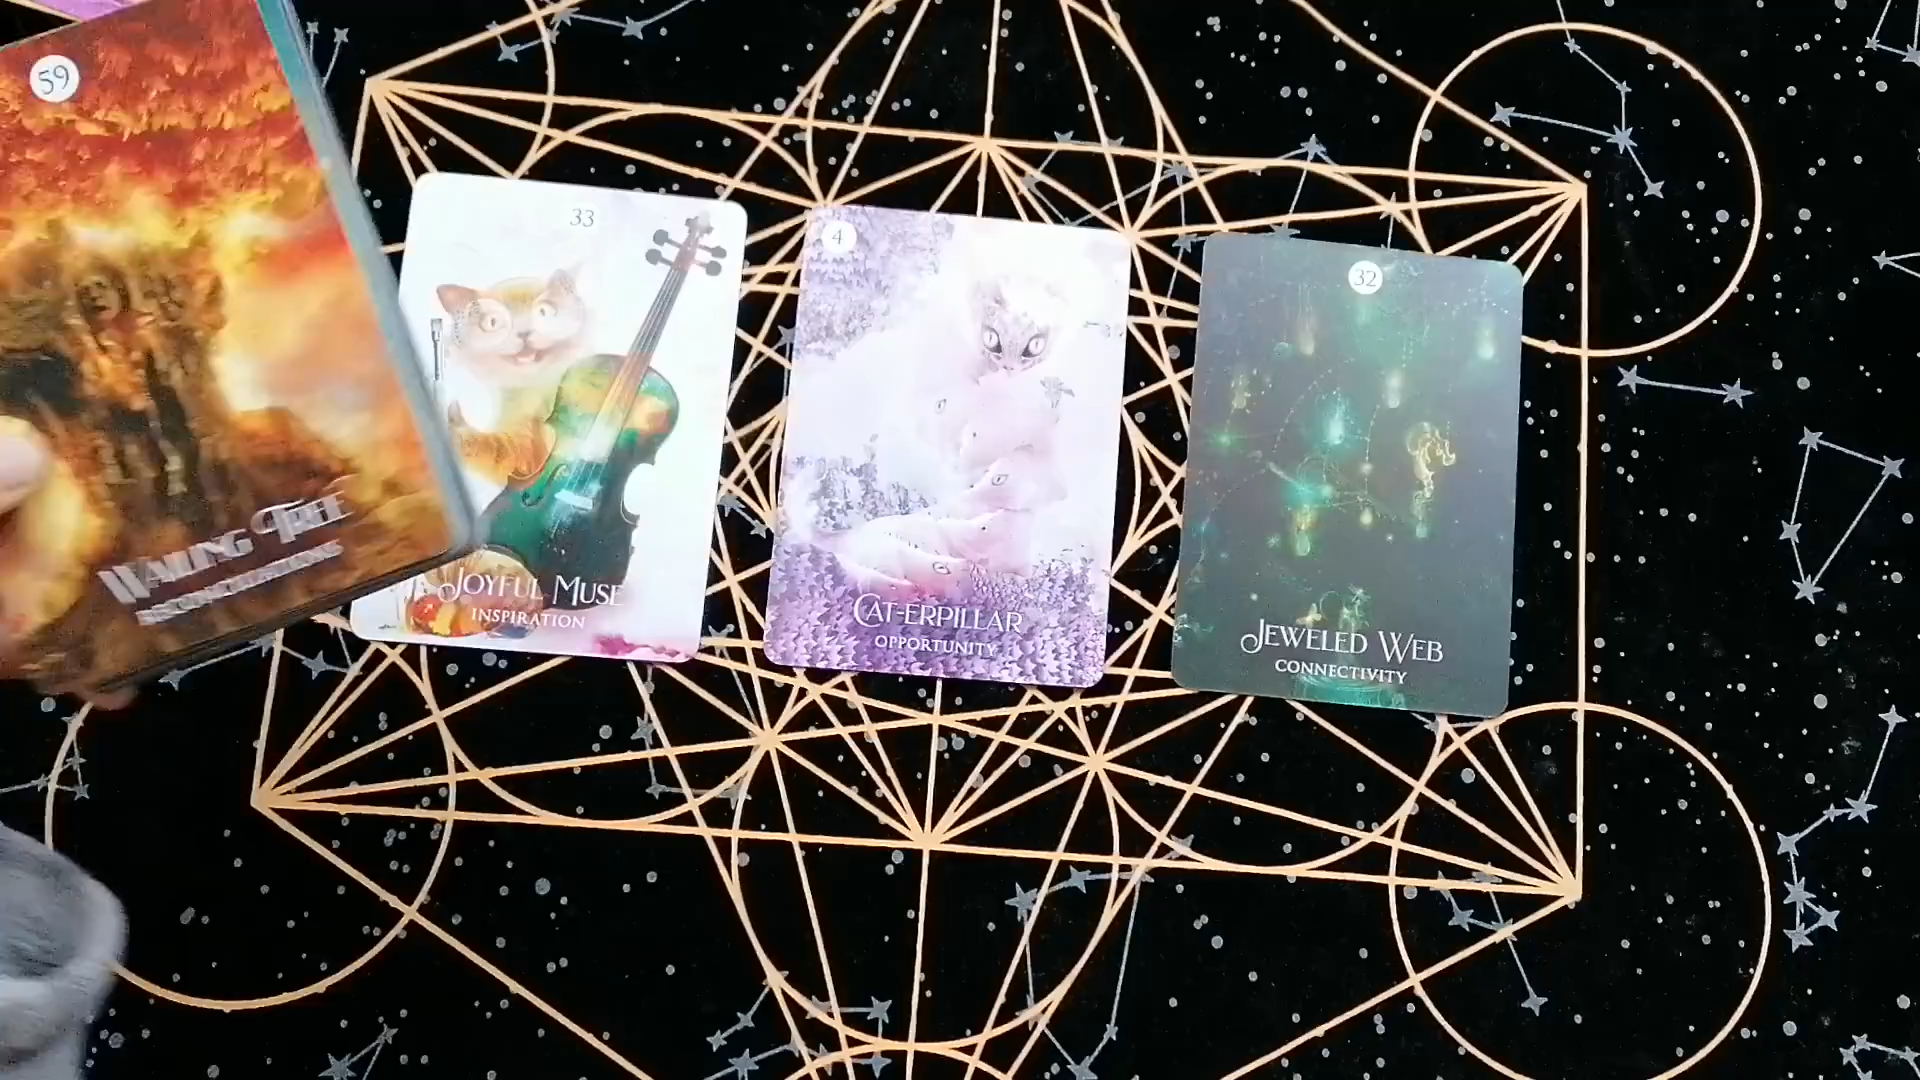 59
WAILING TREE
33
JOYFUL MUSE
INSPIRATION
4
CAT-ERPILLAR
OPPORTUNITY
32
JEWELED WEB
CONNECTIVITY